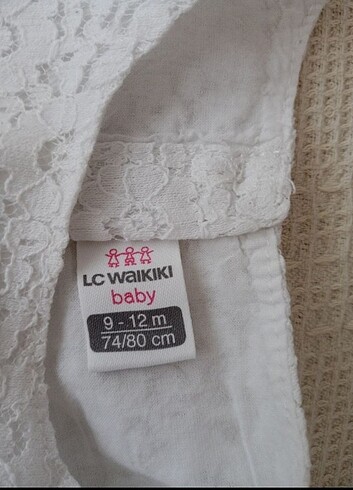 LC WAIKIKI
baby
9 - 12 m
74/80 cm